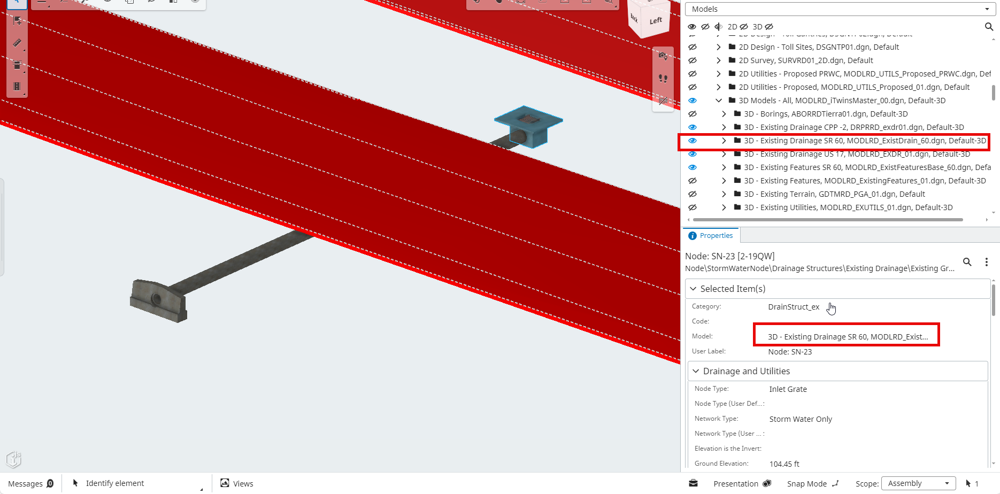 Back
Left
Models
2D
3D
2D Design - Toll Gantries, DSGNTP02.dgn, Default
2D Design - Toll Sites, DSGNTP01.dgn, Default
2D Survey, SURVRD01_2D.dgn, Default
2D Utilities - Proposed PRWC, MODLRD_UTILS_Proposed_PRWC.dgn, Def
2D Utilities - Proposed, MODLRD_UTILS_Proposed_01.dgn, Default
3D Models - All, MODLRD_iTwinsMaster_00.dgn, Default-3D
3D - Borings, ABORRDTierra01.dgn, Default-3D
3D - Existing Drainage CPP -2, DRPRRD_exdr01.dgn, Default-3D
3D - Existing Drainage SR 60, MODLRD_ExistDrain_60.dgn, Default-3D
3D - Existing Drainage US 17, MODLRD_EXDR_01.dgn, Default-3D
3D - Existing Features SR 60, MODLRD_ExistFeaturesBase_60.dgn, Defa
3D - Existing Features, MODLRD_ExistingFeatures_01.dgn, Default-3D
3D - Existing Terrain, GDTMRD_PGA_01.dgn, Default
3D - Existing Utilities, MODLRD_EXUTILS_01.dgn, Default-3D
Properties
Node: SN-23 [2-19QW]
Node\StormWaterNode\Drainage Structures\Existing Drainage\Existing Gr...
Selected Item(s)
Category: DrainStruct_ex
Code:
Model: 3D - Existing Drainage SR 60, MODLRD_Exist...
User Label: Node: SN-23
Drainage and Utilities
Node Type: Inlet Grate
Node Type (User Def...:
Network Type: Storm Water Only
Network Type (User ... :
Elevation is the Invert:
Ground Elevation: 104.45 ft
Messages 0
Identify element
Views
Presentation
Snap Mode
Scope: Assembly
1